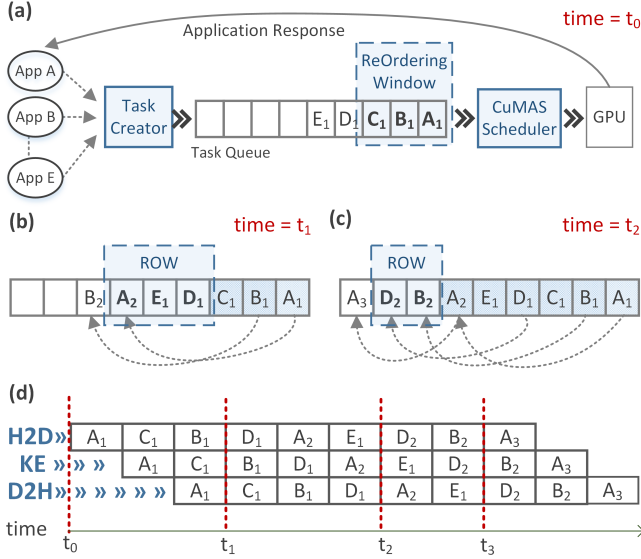 (a)
Application Response
time = t0
App A
App B
App E
Task
Creator
ReOrdering
Window
E1 D1 C1 B1 A1
Task Queue
CuMAS
Scheduler
GPU
(b)
time = t1
ROW
B2 A2 E1 D1 C1 B1 A1
(c)
time = t2
ROW
A3 D2 B2 A2 E1 D1 C1 B1 A1
(d)
H2D» A1 C1 B1 D1 A2 E1 D2 B2 A3
KE » » » A1 C1 B1 D1 A2 E1 D2 B2 A3
D2H» » » » » » A1 C1 B1 D1 A2 E1 D2 B2 A3
time
t0 t1 t2 t3